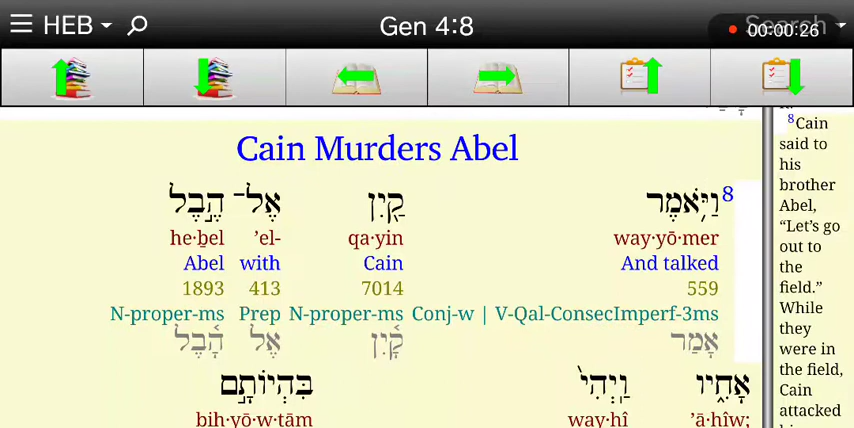 HEB
Gen 4:8
00:00:26
Cain Murders Abel
8 וַיֹּ֥אמֶר קַ֖יִן אֶל־ הֶ֣בֶל
he·ḇel ’el- qa·yin way·yō·mer
Abel with Cain And talked
1893 413 7014 559
N-proper-ms Prep N-proper-ms Conj-w | V-Qal-ConsecImperf-3ms
אָמַר קַ֫יִן אֶל הֶ֫בֶל
אָחִ֑יו וַֽיְהִי֙ בִּהְיוֹתָ֣ם
bih·yō·w·tām way·hî ’ā·ḥîw;
8 Cain
said to
his
brother
Abel,
“Let’s go
out to
the
field.”
While
they
were in
the field,
Cain
attacked